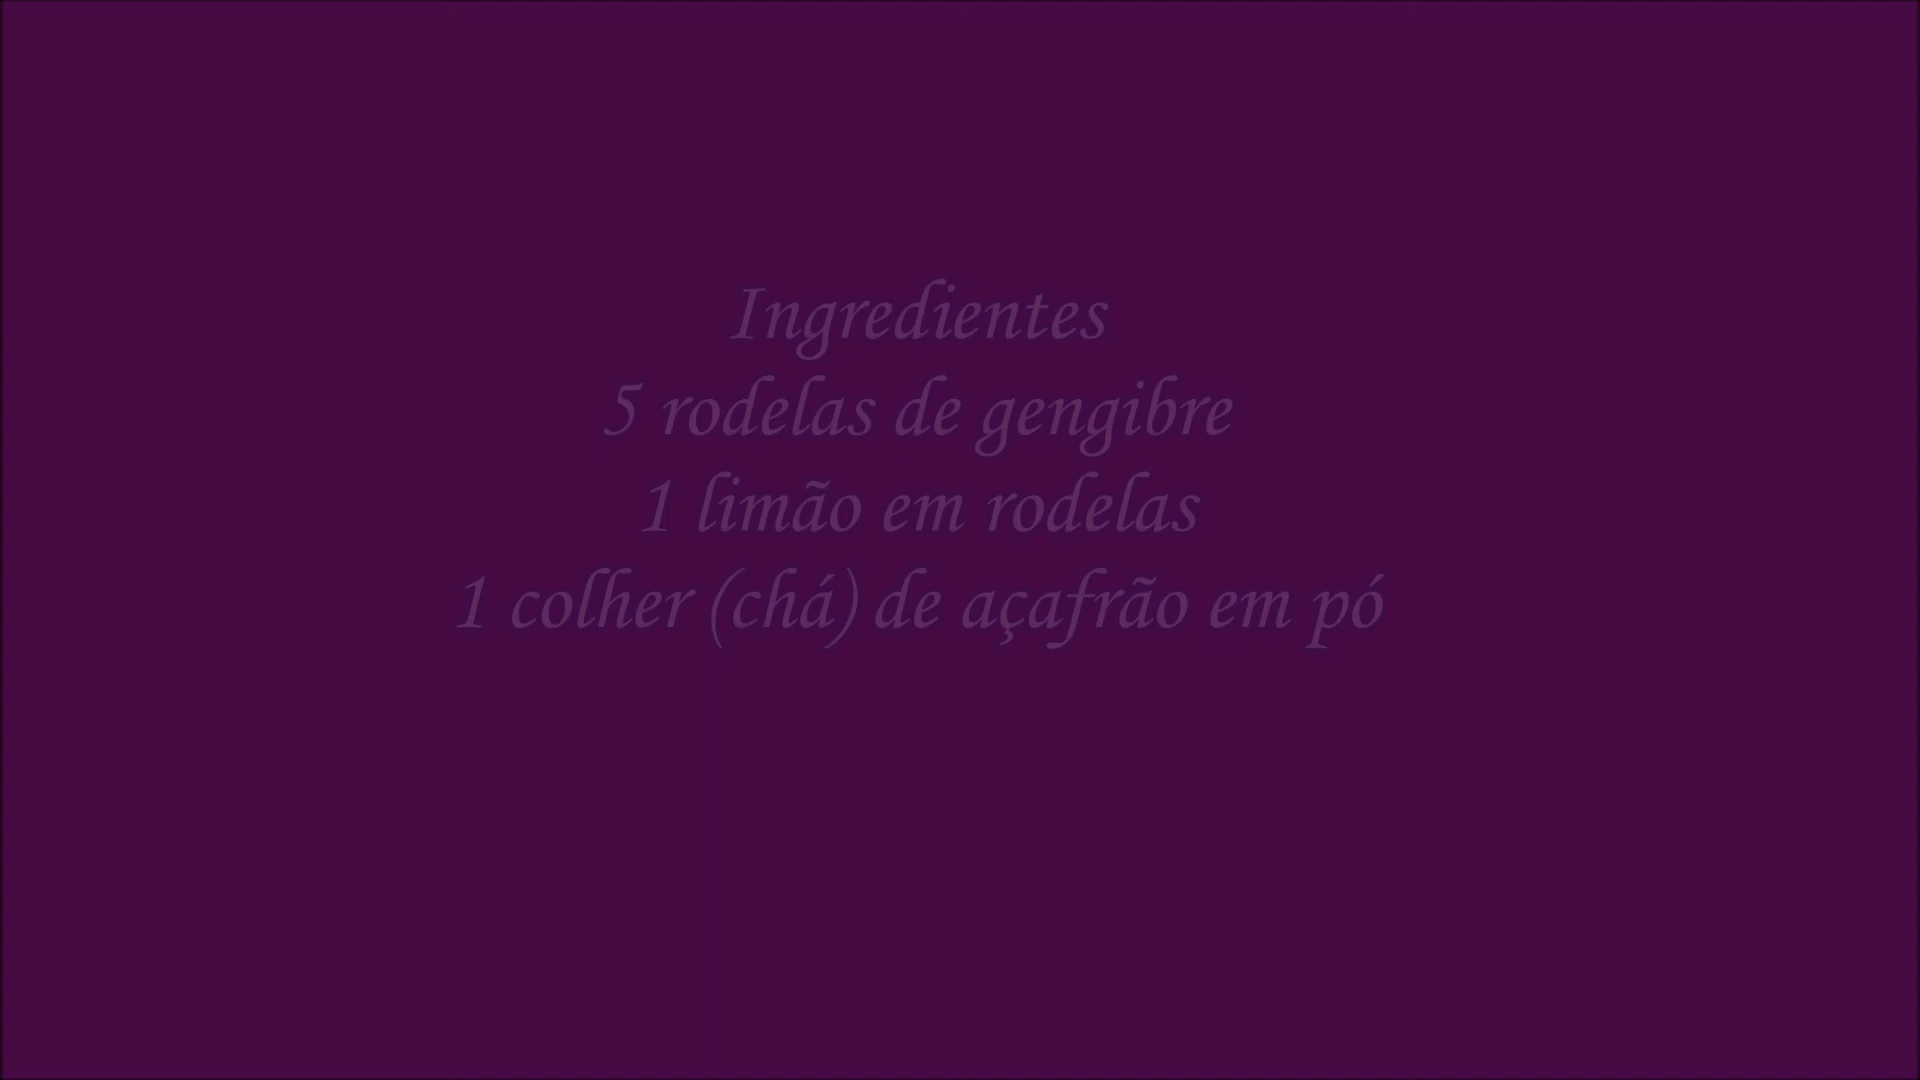 Ingredientes
5 rodelas de gengibre
1 limão em rodelas
1 colher (chá) de açafrão em pó